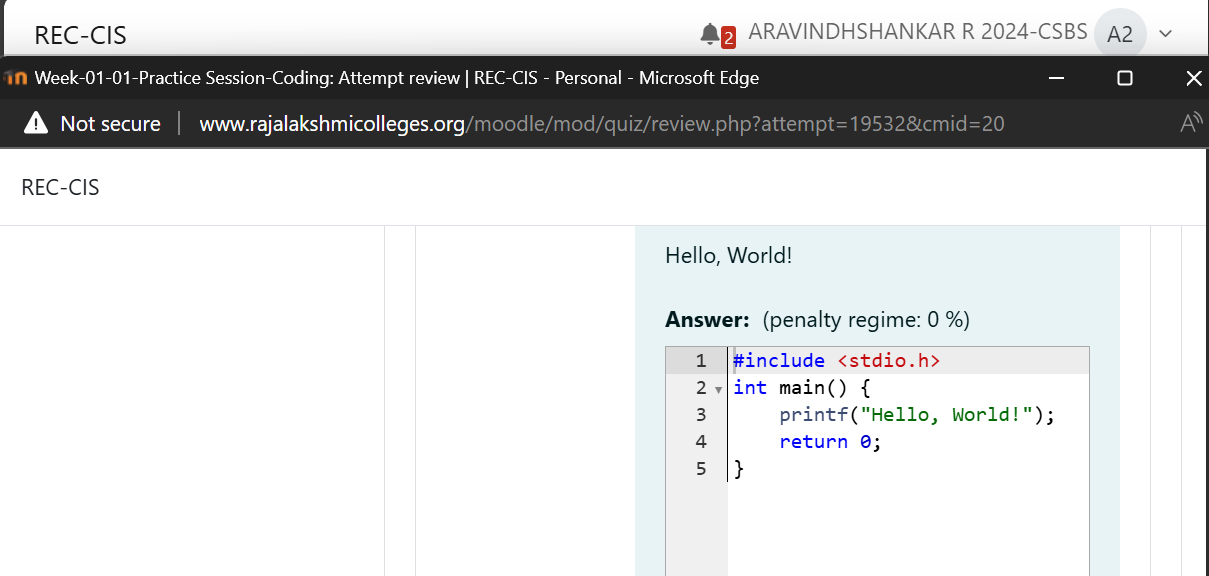 REC-CIS
2 ARAVINDHSHANKAR R 2024-CSBS A2
Week-01-01-Practice Session-Coding: Attempt review | REC-CIS - Personal - Microsoft Edge
Not secure www.rajalakshmicolleges.org/moodle/mod/quiz/review.php?attempt=19532&cmid=20
REC-CIS
Hello, World!
Answer: (penalty regime: 0 %)
1 #include <stdio.h>
2 int main() {
3     printf("Hello, World!");
4     return 0;
5 }